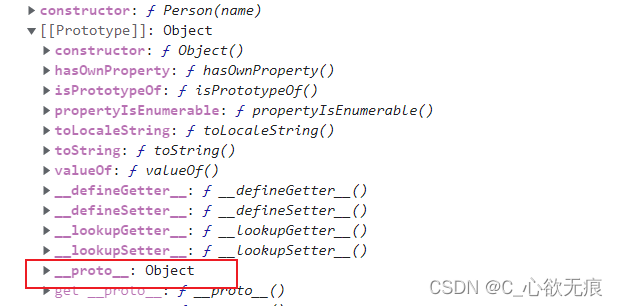 constructor: ƒ Person(name)
[[Prototype]]: Object
constructor: ƒ Object()
hasOwnProperty: ƒ hasOwnProperty()
isPrototypeOf: ƒ isPrototypeOf()
propertyIsEnumerable: ƒ propertyIsEnumerable()
toLocaleString: ƒ toLocaleString()
toString: ƒ toString()
valueOf: ƒ valueOf()
__defineGetter__: ƒ __defineGetter__()
__defineSetter__: ƒ __defineSetter__()
__lookupGetter__: ƒ __lookupGetter__()
__lookupSetter__: ƒ __lookupSetter__()
__proto__: Object
get __proto__: ƒ __proto__()
CSDN @C_心欲无痕